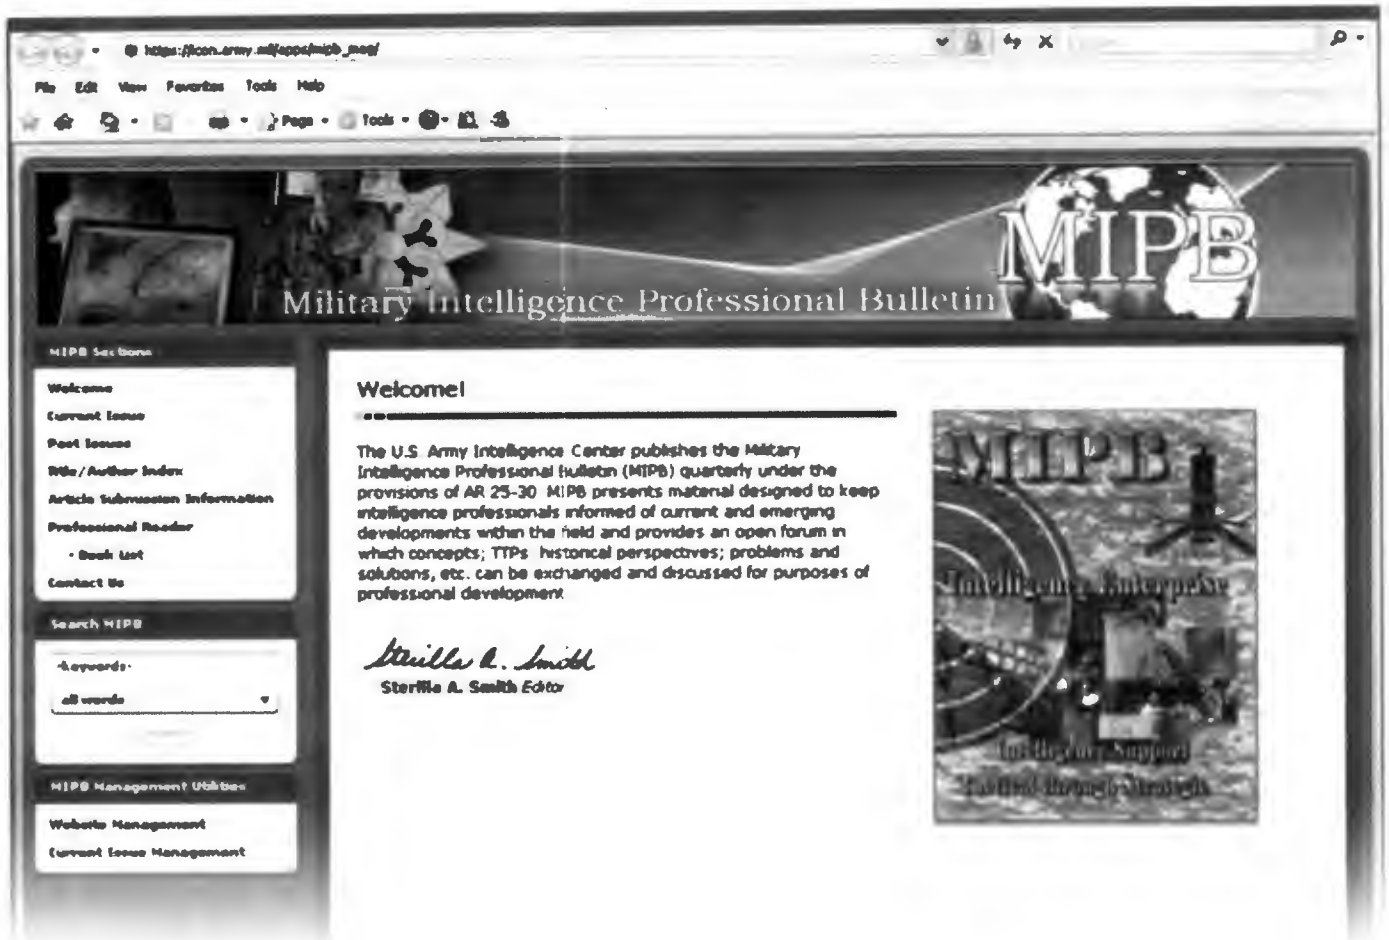 https://icon.army.mil/apps/mipb_mag/
File Edit View Favorites Tools Help
Page Tools
MIPB
Military Intelligence Professional Bulletin
MIPB Sections
Welcome
Current Issue
Past Issues
Title/Author Index
Article Submission Information
Professional Reader
• Book List
Contact Us
Search MIPB
-keywords-
all words
MIPB Management Utilities
Website Management
Current Issue Management
Welcome!
The U.S. Army Intelligence Center publishes the Military
Intelligence Professional Bulletin (MIPB) quarterly under the
provisions of AR 25-30 MIPB presents material designed to keep
intelligence professionals informed of current and emerging
developments within the field and provides an open forum in
which concepts; TTPs historical perspectives; problems and
solutions, etc. can be exchanged and discussed for purposes of
professional development
Sterilla A. Smith
Sterilla A. Smith Editor
MIPB
Intelligence Enterprise
Intelligence Support
Tactical through Strategic